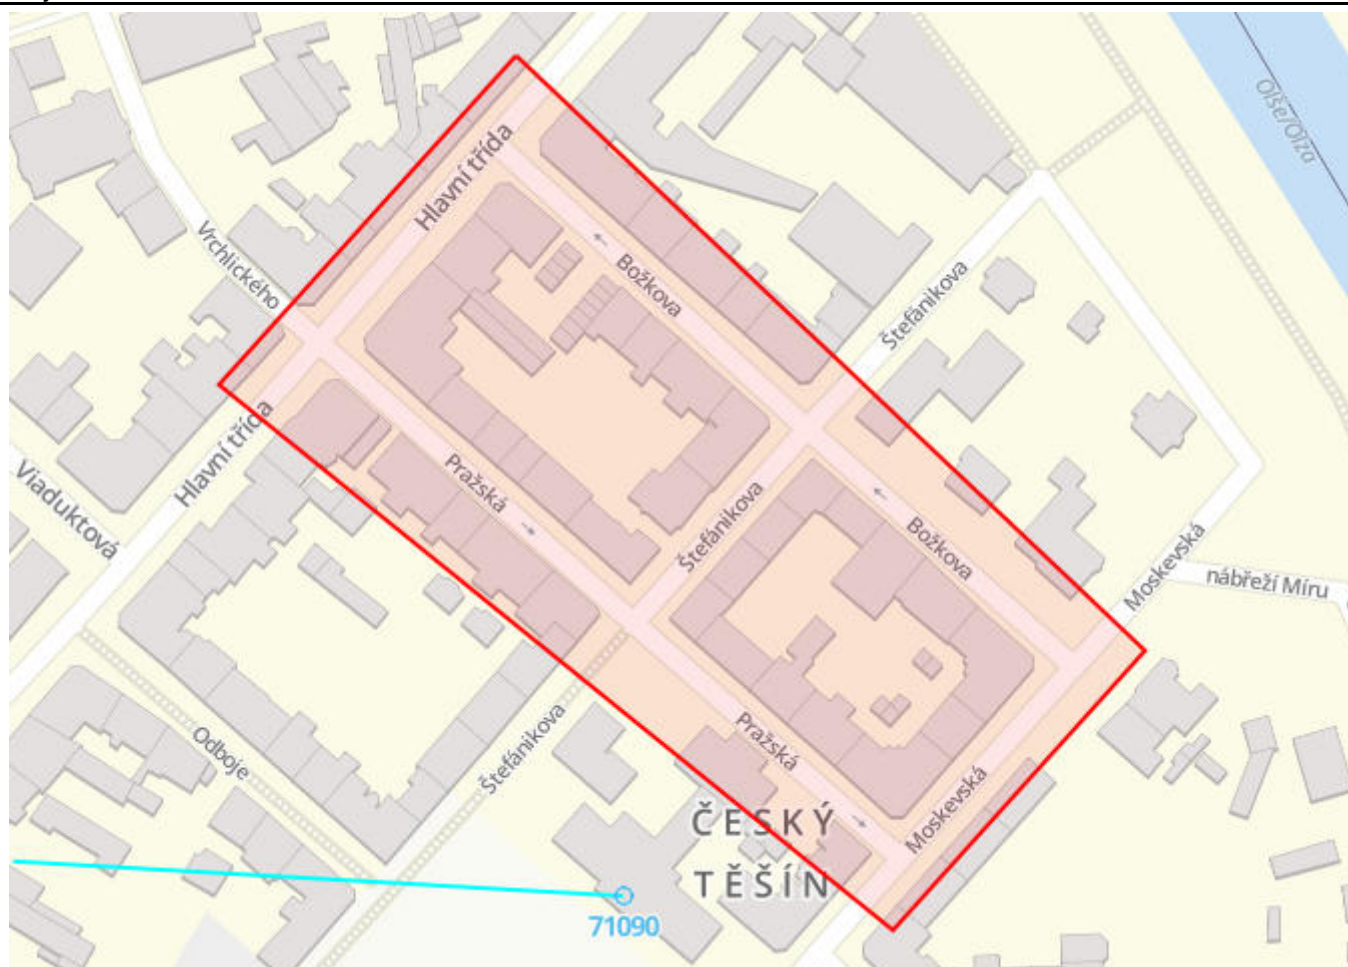 Olše/Olza
Hlavní třída
Vrchlického
Božkova
Štefánikova
Hlavní třída
Pražská
Viaduktová
Štefánikova
Božkova
Moskevská
nábřeží Míru
Odboje
Štefánikova
Pražská
Moskevská
ČESKÝ
TĚŠÍN
71090